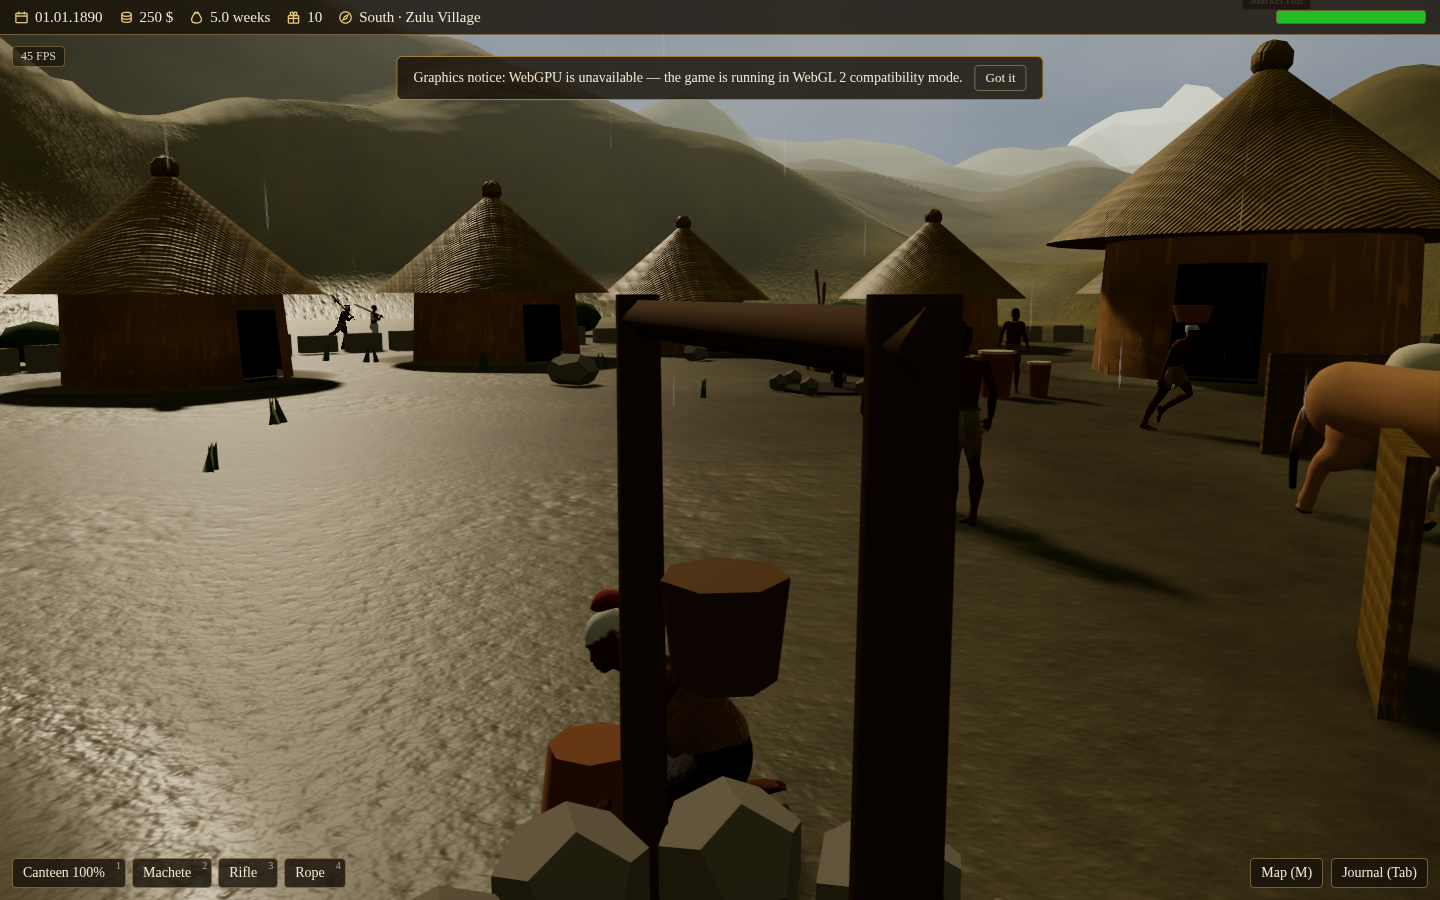 01.01.1890 250 $ 5.0 weeks 10 South · Zulu Village
Market Hut
45 FPS
Graphics notice: WebGPU is unavailable — the game is running in WebGL 2 compatibility mode. Got it
Canteen 100% 1 Machete 2 Rifle 3 Rope 4
Map (M) Journal (Tab)